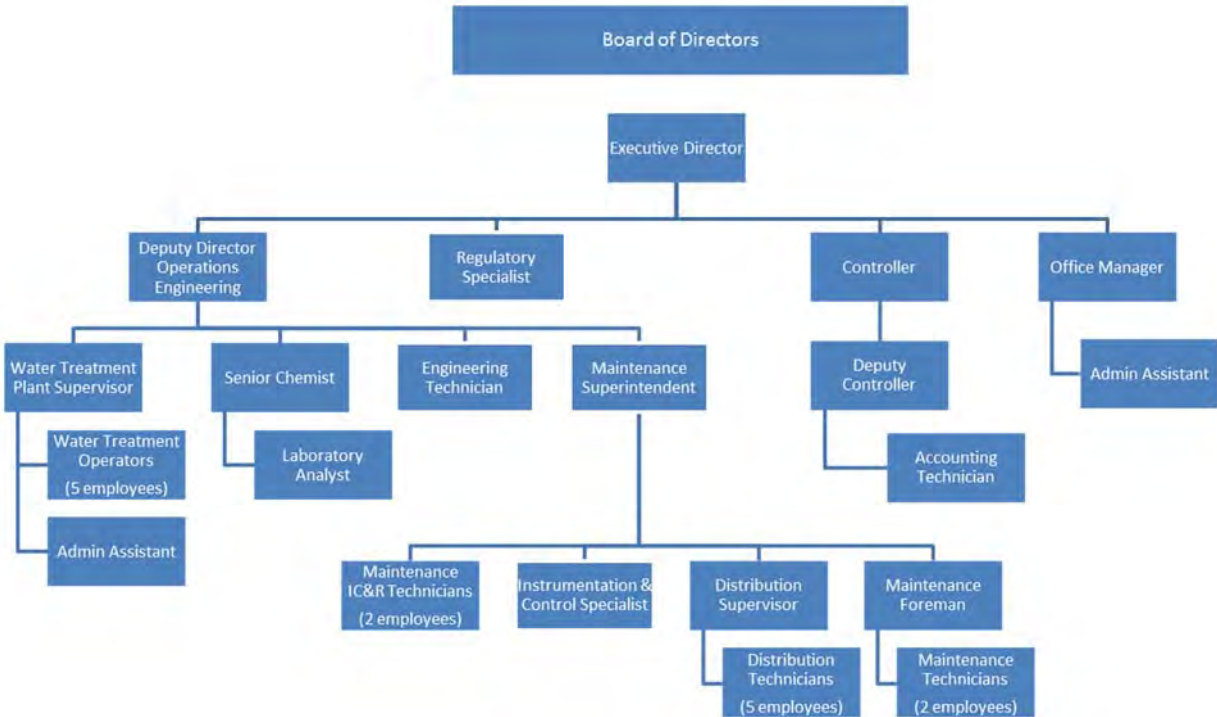 Board of Directors
Executive Director
Deputy Director
Operations
Engineering
Regulatory
Specialist
Controller
Office Manager
Water Treatment
Plant Supervisor
Senior Chemist
Engineering
Technician
Maintenance
Superintendent
Deputy
Controller
Admin Assistant
Water Treatment
Operators
(5 employees)
Laboratory
Analyst
Accounting
Technician
Admin Assistant
Maintenance
IC&R Technicians
(2 employees)
Instrumentation &
Control Specialist
Distribution
Supervisor
Maintenance
Foreman
Distribution
Technicians
(5 employees)
Maintenance
Technicians
(2 employees)